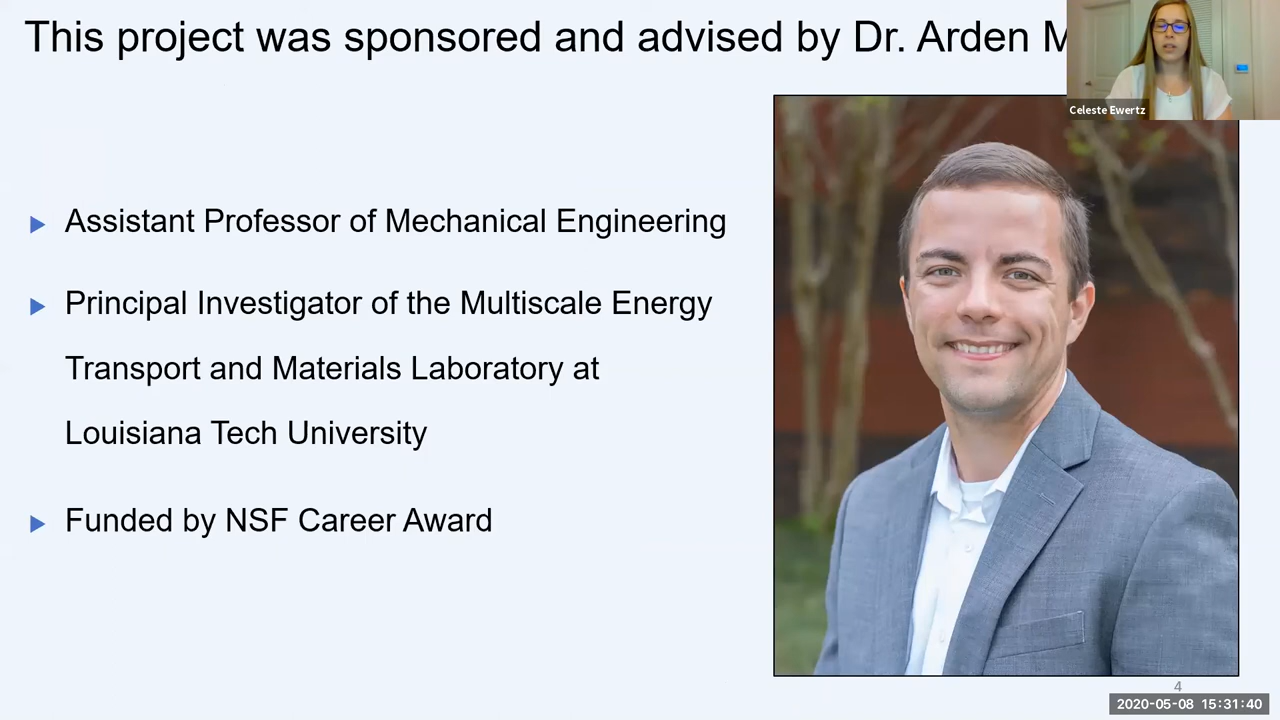 This project was sponsored and advised by Dr. Arden
Celeste Ewertz
Assistant Professor of Mechanical Engineering
Principal Investigator of the Multiscale Energy
Transport and Materials Laboratory at
Louisiana Tech University
Funded by NSF Career Award
4
2020-05-08 15:31:40